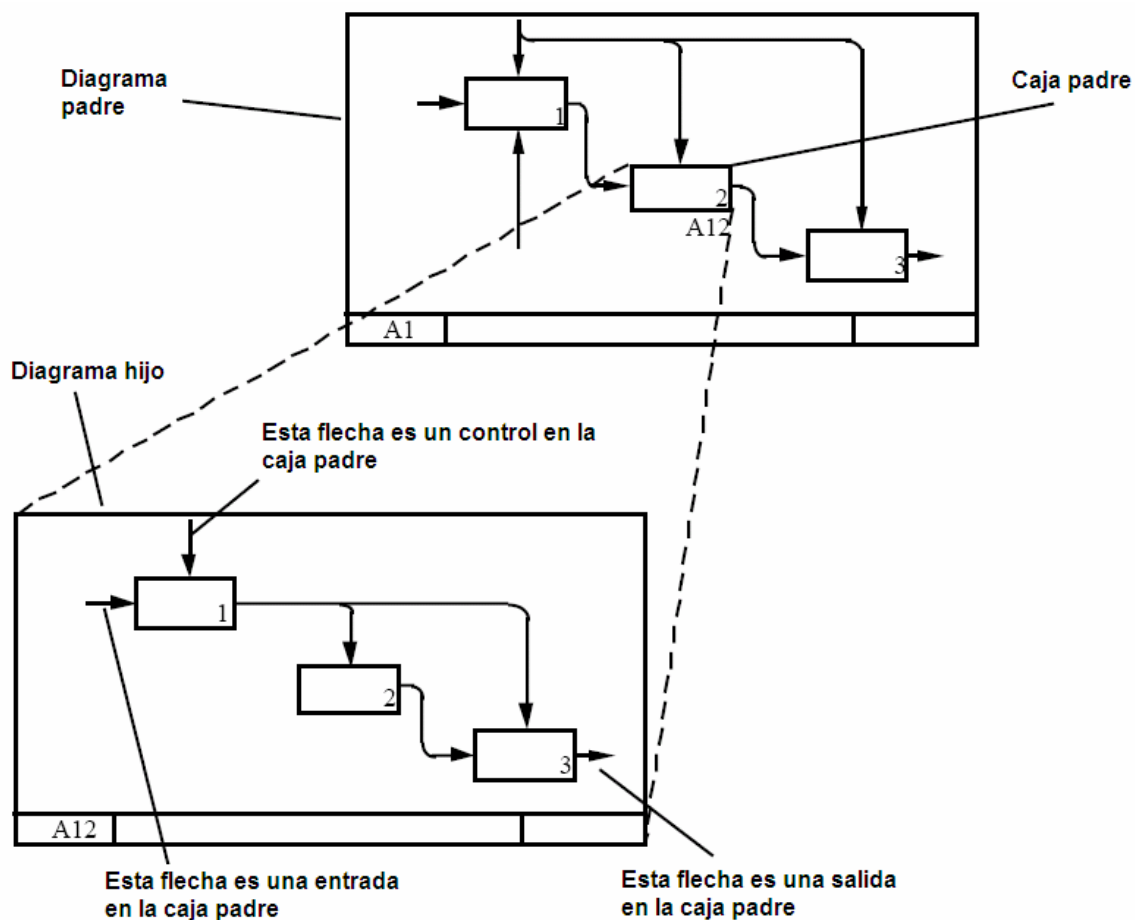 Diagrama
padre
Caja padre
1
2
A12
3
A1
Diagrama hijo
Esta flecha es un control en la
caja padre
1
2
3
A12
Esta flecha es una entrada
en la caja padre
Esta flecha es una salida
en la caja padre